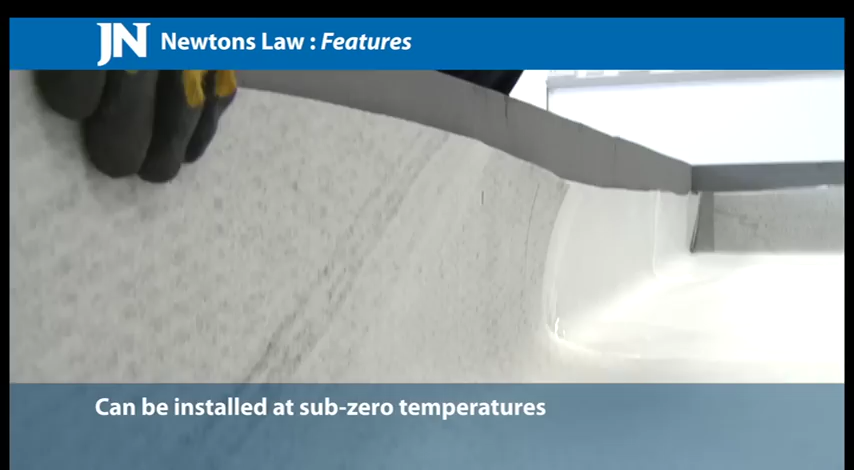 JN Newtons Law : Features
Can be installed at sub-zero temperatures